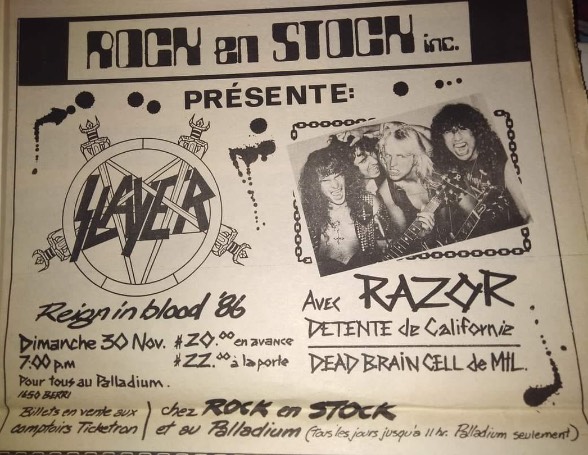 ROCK en STOCK inc.
PRÉSENTE:
SLAYER
Reign in blood '86
Dimanche 30 Nov. $20.00 en avance
7:00 pm $22.00 à la porte
Pour tous au Palladium.
1650 BERRI
Billets en vente aux
comptoirs Ticketron
Avec RAZOR
DETENTE de Californie
DEAD BRAIN CELL de MtL.
chez ROCK en STOCK
et au Palladium (tous les jours jusqu'à 11 hr. Palladium seulement)